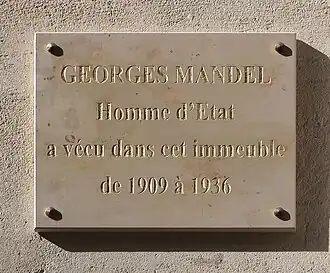 GEORGES MANDEL
Homme d'Etat
a vécu dans cet immeuble
de 1909 à 1936